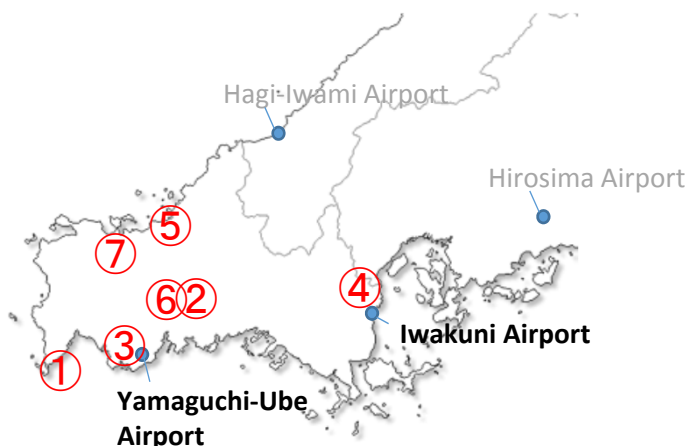 Hagi-Iwami Airport
Hirosima Airport
⑤
⑦
④
⑥②
Iwakuni Airport
③
①
Yamaguchi-Ube
Airport